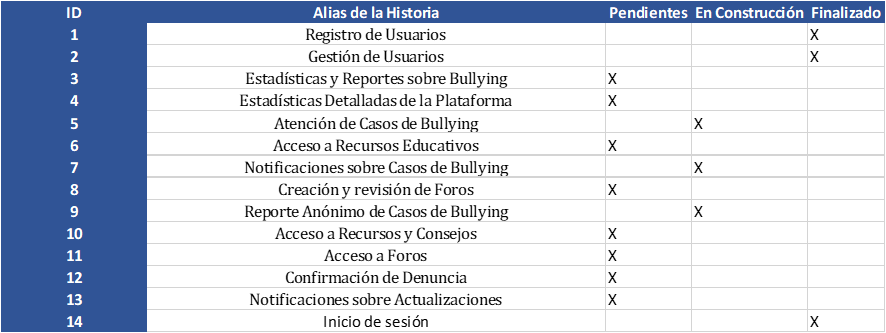 ID Alias de la Historia Pendientes En Construcción Finalizado
1 Registro de Usuarios X
2 Gestión de Usuarios X
3 Estadísticas y Reportes sobre Bullying X
4 Estadísticas Detalladas de la Plataforma X
5 Atención de Casos de Bullying X
6 Acceso a Recursos Educativos X
7 Notificaciones sobre Casos de Bullying X
8 Creación y revisión de Foros X
9 Reporte Anónimo de Casos de Bullying X
10 Acceso a Recursos y Consejos X
11 Acceso a Foros X
12 Confirmación de Denuncia X
13 Notificaciones sobre Actualizaciones X
14 Inicio de sesión X